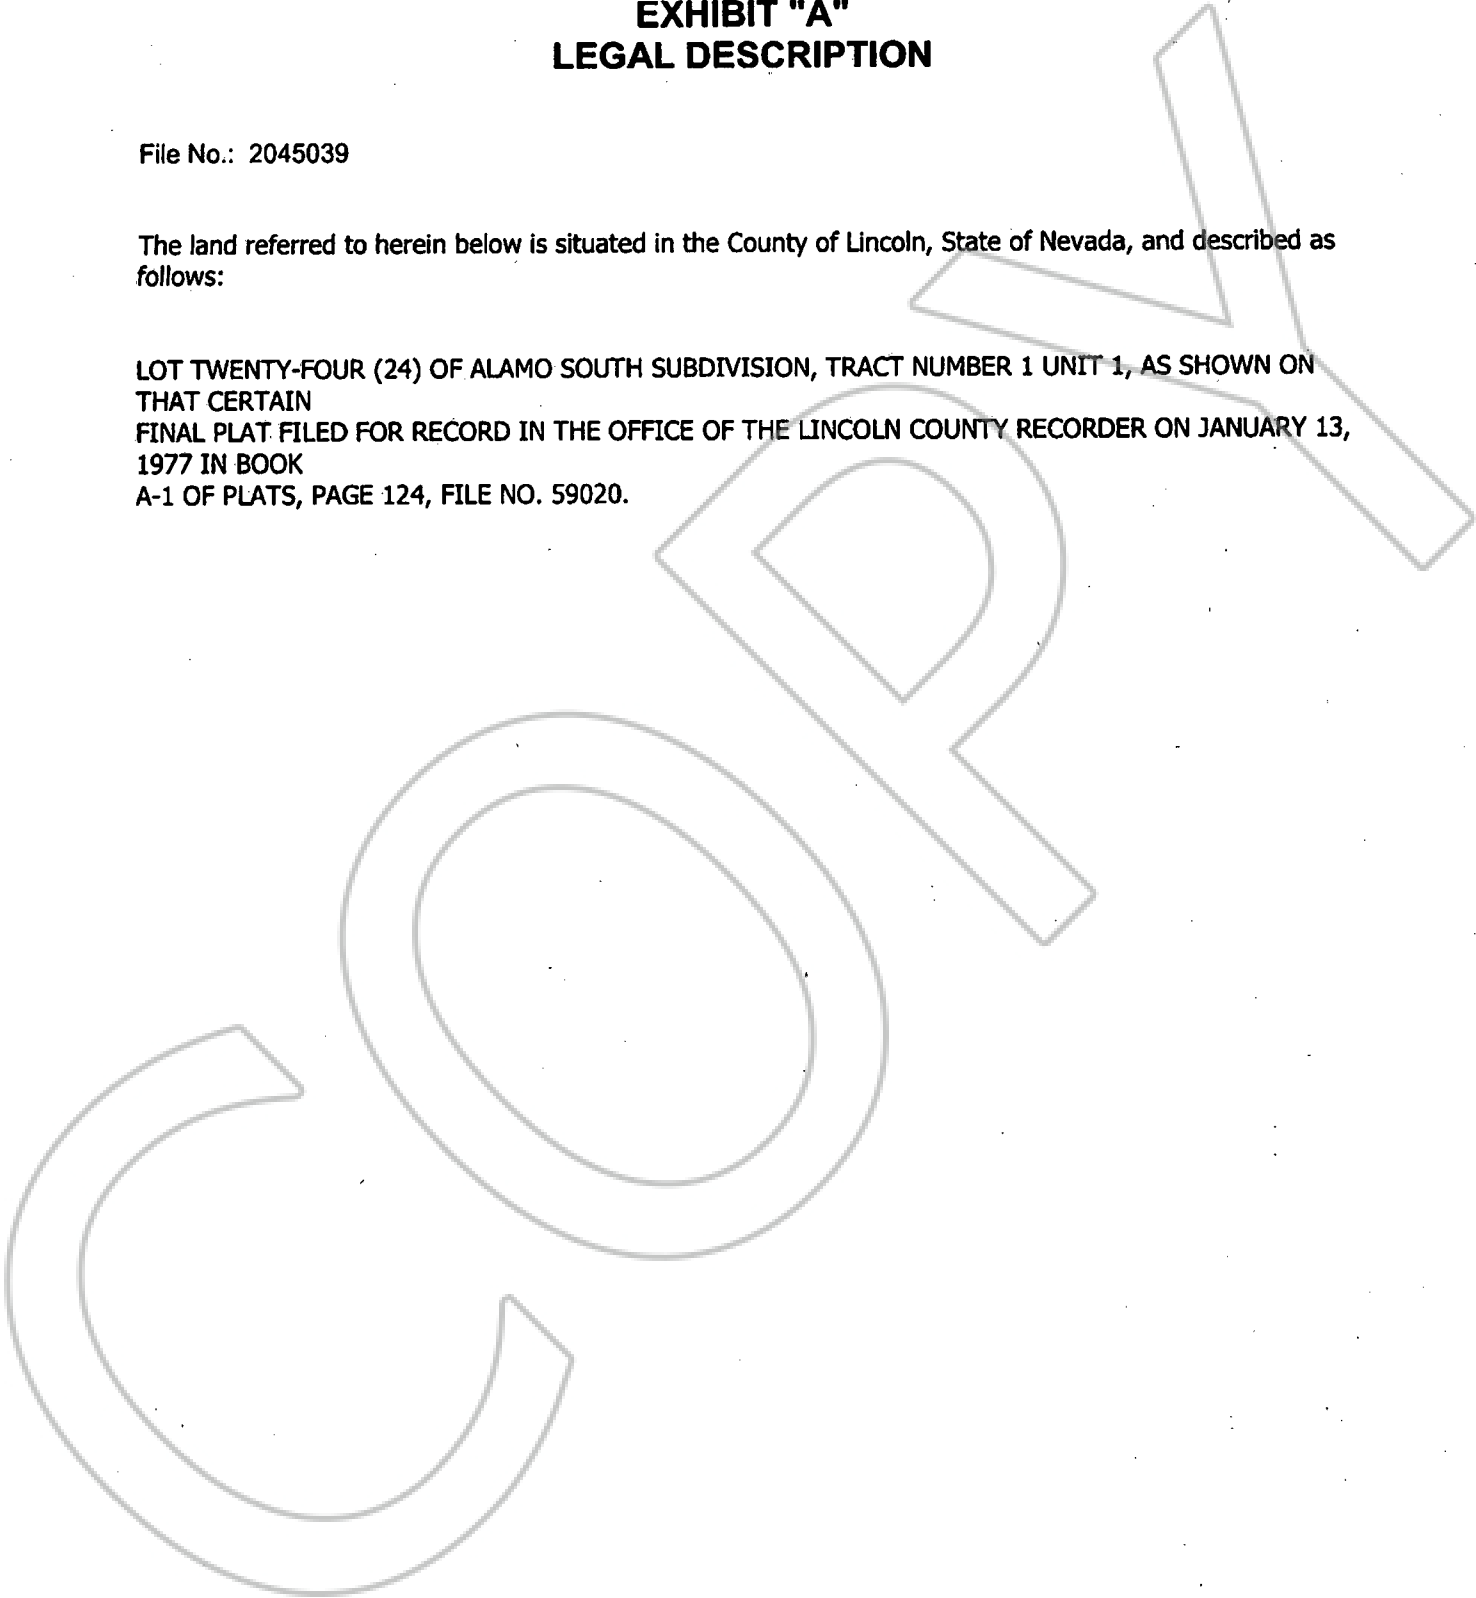 EXHIBIT "A"
LEGAL DESCRIPTION
File No.: 2045039
The land referred to herein below is situated in the County of Lincoln, State of Nevada, and described as
follows:
LOT TWENTY-FOUR (24) OF ALAMO SOUTH SUBDIVISION, TRACT NUMBER 1 UNIT 1, AS SHOWN ON
THAT CERTAIN
FINAL PLAT FILED FOR RECORD IN THE OFFICE OF THE LINCOLN COUNTY RECORDER ON JANUARY 13,
1977 IN BOOK
A-1 OF PLATS, PAGE 124, FILE NO. 59020.
COPY